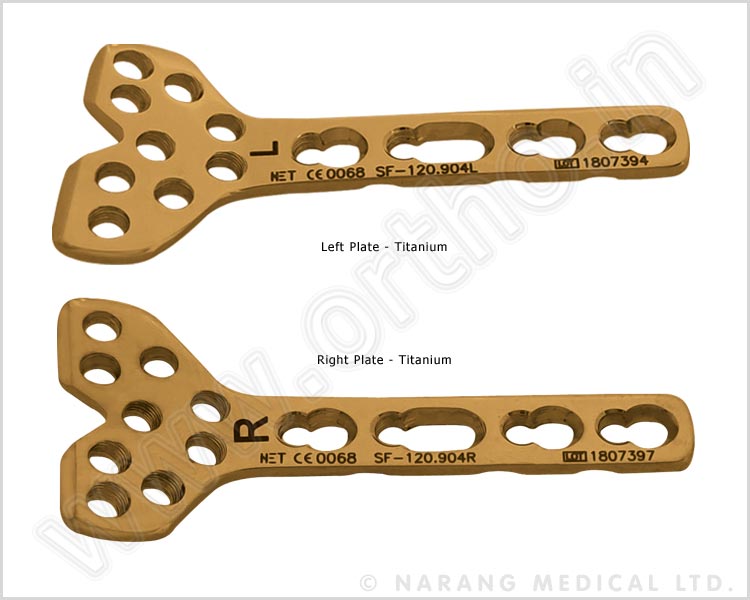 L
NET CE 0068 SF-120.904L LOT 1807394
Left Plate - Titanium
Right Plate - Titanium
R
NET CE 0068 SF-120.904R LOT 1807397
www.ortho.in
© NARANG MEDICAL LTD.